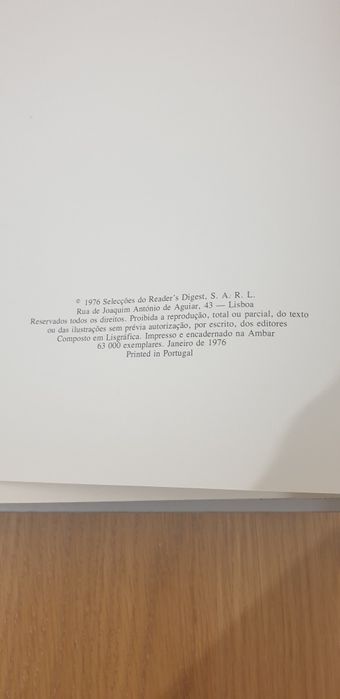 © 1976 Selecções do Reader's Digest, S. A. R. L.
Rua de Joaquim António de Aguiar, 43 — Lisboa
Reservados todos os direitos. Proibida a reprodução, total ou parcial, do texto
ou das ilustrações sem prévia autorização, por escrito, dos editores
Composto em Lisgráfica. Impresso e encadernado na Ambar
63 000 exemplares. Janeiro de 1976
Printed in Portugal